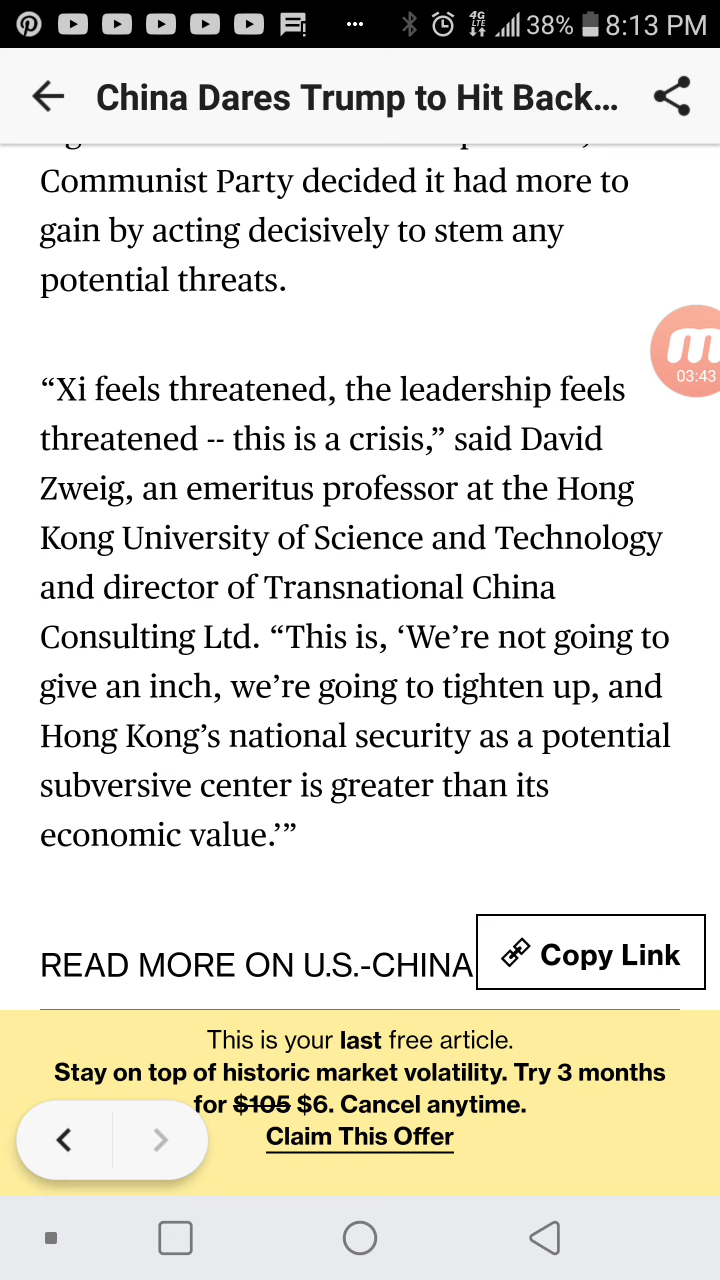 4G
LTE
38%
8:13 PM
China Dares Trump to Hit Back...
Communist Party decided it had more to
gain by acting decisively to stem any
potential threats.
m
03:43
“Xi feels threatened, the leadership feels
threatened -- this is a crisis,” said David
Zweig, an emeritus professor at the Hong
Kong University of Science and Technology
and director of Transnational China
Consulting Ltd. “This is, ‘We’re not going to
give an inch, we’re going to tighten up, and
Hong Kong’s national security as a potential
subversive center is greater than its
economic value.’”
READ MORE ON U.S.-CHINA
Copy Link
This is your last free article.
Stay on top of historic market volatility. Try 3 months
for $105 $6. Cancel anytime.
Claim This Offer